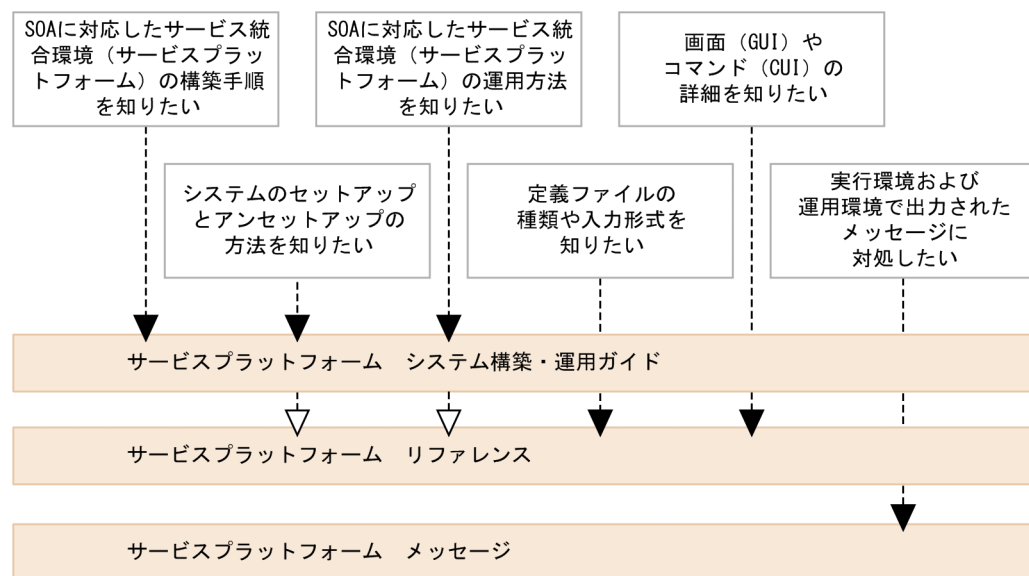 SOAに対応したサービス統
合環境（サービスプラッ
トフォーム）の構築手順
を知りたい
SOAに対応したサービス統
合環境（サービスプラッ
トフォーム）の運用方法
を知りたい
画面（GUI）や
コマンド（CUI）の
詳細を知りたい
システムのセットアップ
とアンセットアップの
方法を知りたい
定義ファイルの
種類や入力形式を
知りたい
実行環境および
運用環境で出力された
メッセージに
対処したい
サービスプラットフォーム　システム構築・運用ガイド
サービスプラットフォーム　リファレンス
サービスプラットフォーム　メッセージ